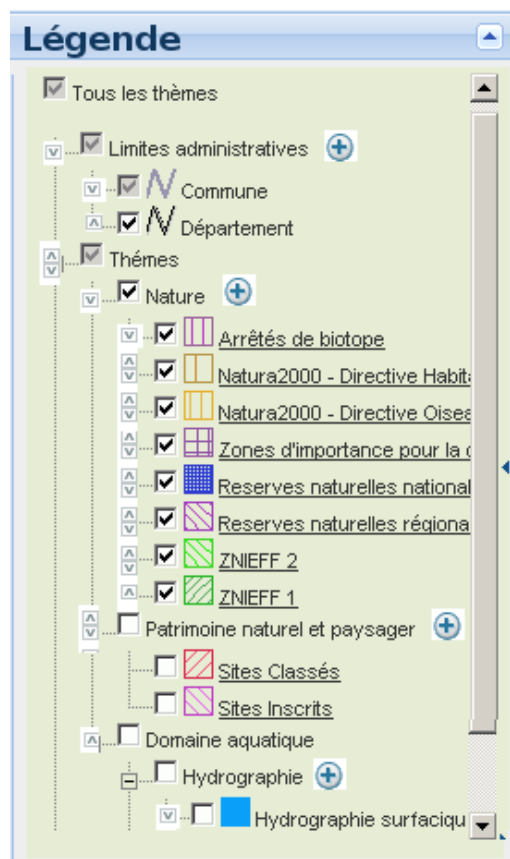 Légende
Tous les thèmes
Limites administratives
Commune
Département
Thémes
Nature
Arrêtés de biotope
Natura2000 - Directive Habit
Natura2000 - Directive Oisea
Zones d'importance pour la c
Reserves naturelles national
Reserves naturelles régiona
ZNIEFF 2
ZNIEFF 1
Patrimoine naturel et paysager
Sites Classés
Sites Inscrits
Domaine aquatique
Hydrographie
Hydrographie surfaciqu